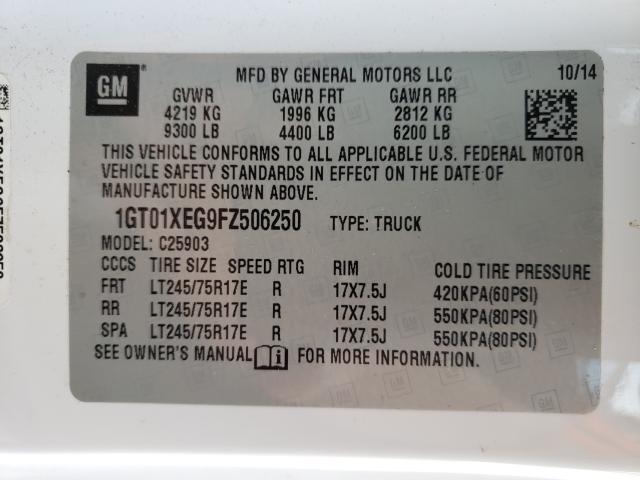 GM
MFD BY GENERAL MOTORS LLC 10/14
GVWR GAWR FRT GAWR RR
4219 KG 1996 KG 2812 KG
9300 LB 4400 LB 6200 LB
THIS VEHICLE CONFORMS TO ALL APPLICABLE U.S. FEDERAL MOTOR
VEHICLE SAFETY STANDARDS IN EFFECT ON THE DATE OF
MANUFACTURE SHOWN ABOVE.
1GT01XEG9FZ506250 TYPE: TRUCK
MODEL: C25903
CCCS TIRE SIZE SPEED RTG RIM COLD TIRE PRESSURE
FRT LT245/75R17E R 17X7.5J 420KPA(60PSI)
RR LT245/75R17E R 17X7.5J 550KPA(80PSI)
SPA LT245/75R17E R 17X7.5J 550KPA(80PSI)
SEE OWNER'S MANUAL FOR MORE INFORMATION.